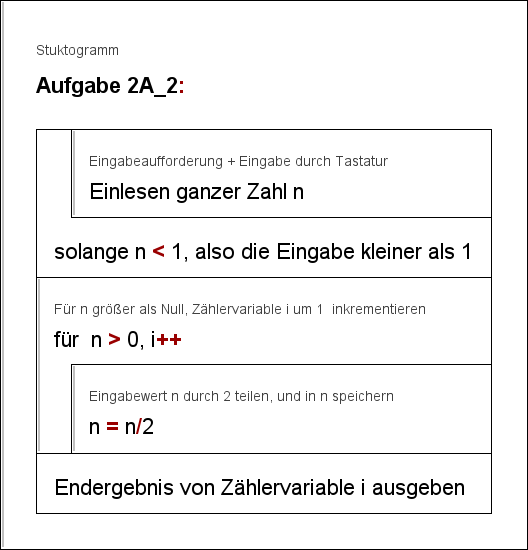 Stuktogramm
Aufgabe 2A_2:
Eingabeaufforderung + Eingabe durch Tastatur
Einlesen ganzer Zahl n
solange n < 1, also die Eingabe kleiner als 1
Für n größer als Null, Zählervariable i um 1 inkrementieren
für n > 0, i++
Eingabewert n durch 2 teilen, und in n speichern
n = n/2
Endergebnis von Zählervariable i ausgeben